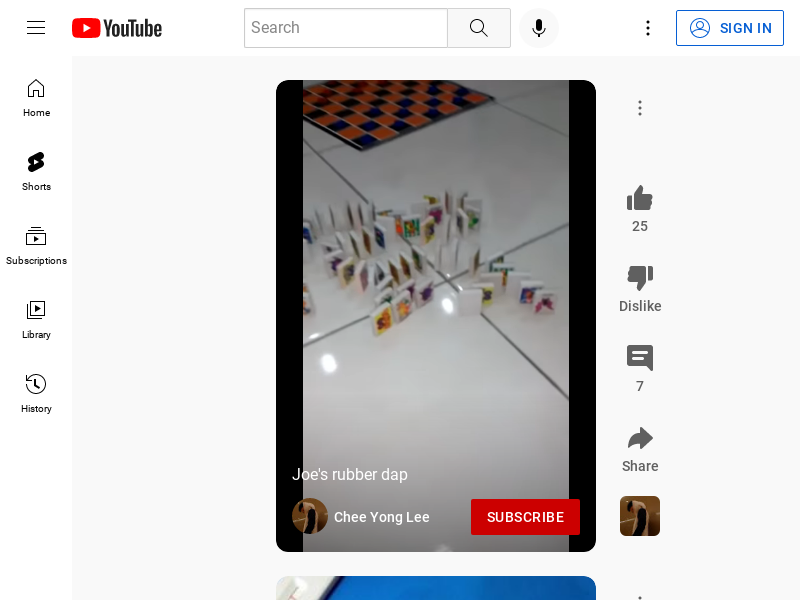 YouTube
Search
SIGN IN
Home
Shorts
Subscriptions
Library
History
25
Dislike
7
Share
Joe's rubber dap
Chee Yong Lee
SUBSCRIBE